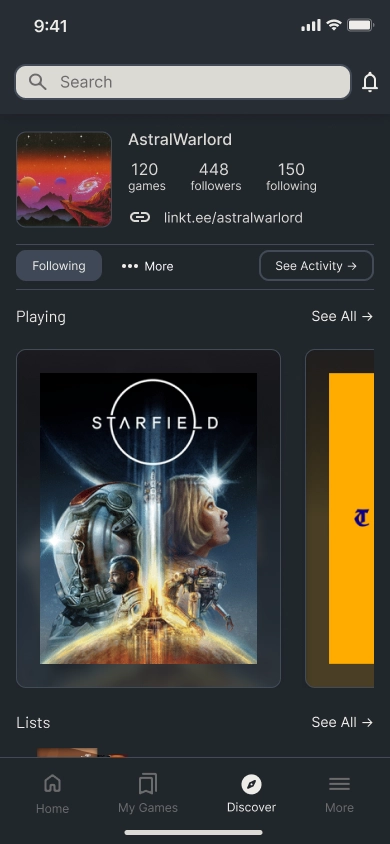 9:41
Search
AstralWarlord
120 448 150
games followers following
linkt.ee/astralwarlord
Following ••• More See Activity →
Playing See All →
STARFIELD
T
Lists See All →
Home My Games Discover More